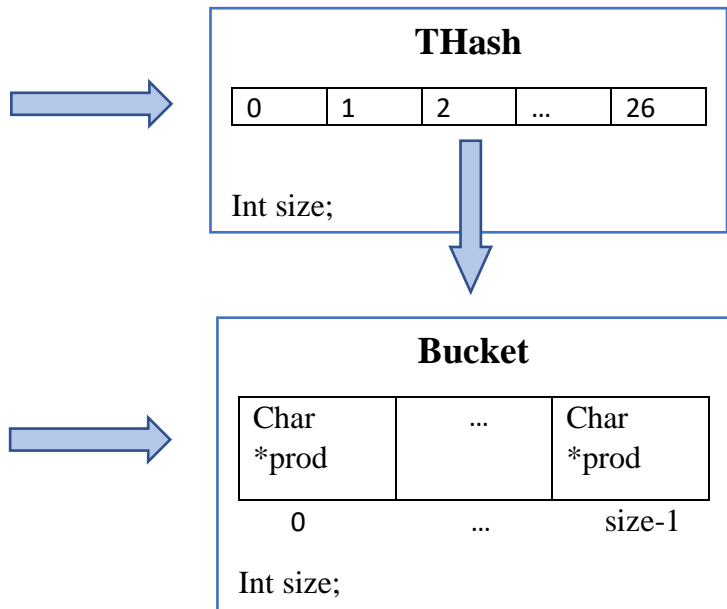 THash
0 1 2 ... 26
Int size;
Bucket
Char ... Char
*prod *prod
0 ... size-1
Int size;